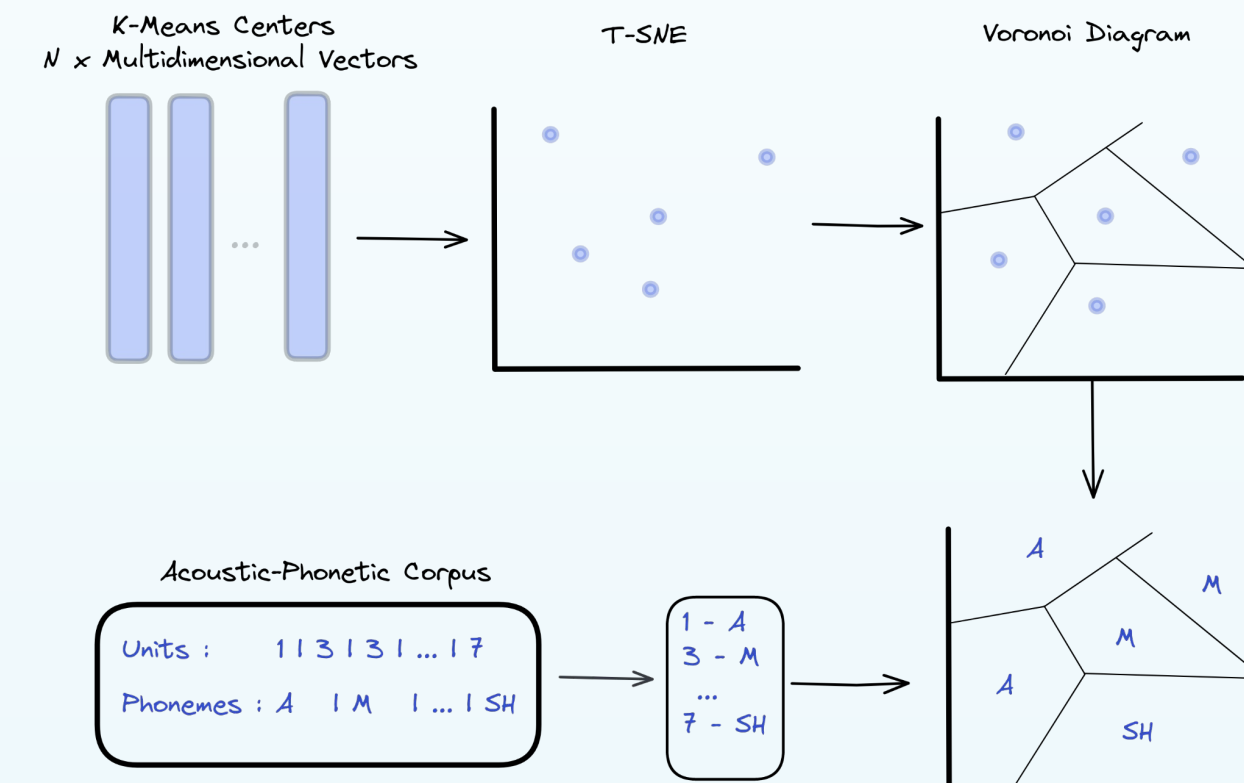 K-Means Centers
N x Multidimensional Vectors
...
T-SNE
Voronoi Diagram
Acoustic-Phonetic Corpus
Units : 1 | 3 | 3 | ... | 7
Phonemes : A | M | ... | SH
1 - A
3 - M
...
7 - SH
A
M
M
A
SH